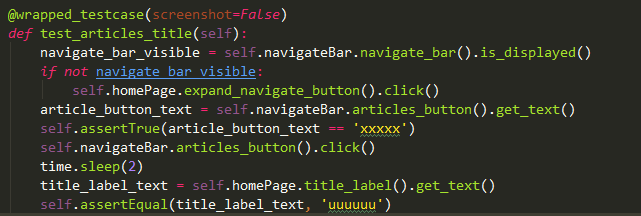 @wrapped_testcase(screenshot=False)
def test_articles_title(self):
navigate_bar_visible = self.navigateBar.navigate_bar().is_displayed()
if not navigate_bar_visible:
self.homePage.expand_navigate_button().click()
article_button_text = self.navigateBar.articles_button().get_text()
self.assertTrue(article_button_text == 'xxxxx')
self.navigateBar.articles_button().click()
time.sleep(2)
title_label_text = self.homePage.title_label().get_text()
self.assertEqual(title_label_text, 'uuuuuu')